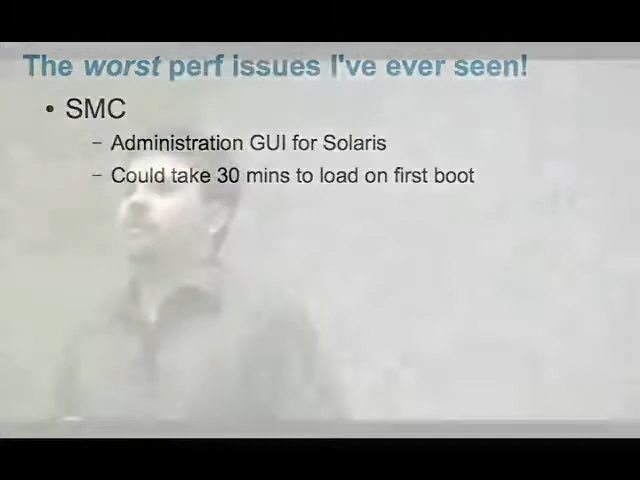 The worst perf issues I've ever seen!
• SMC
– Administration GUI for Solaris
– Could take 30 mins to load on first boot